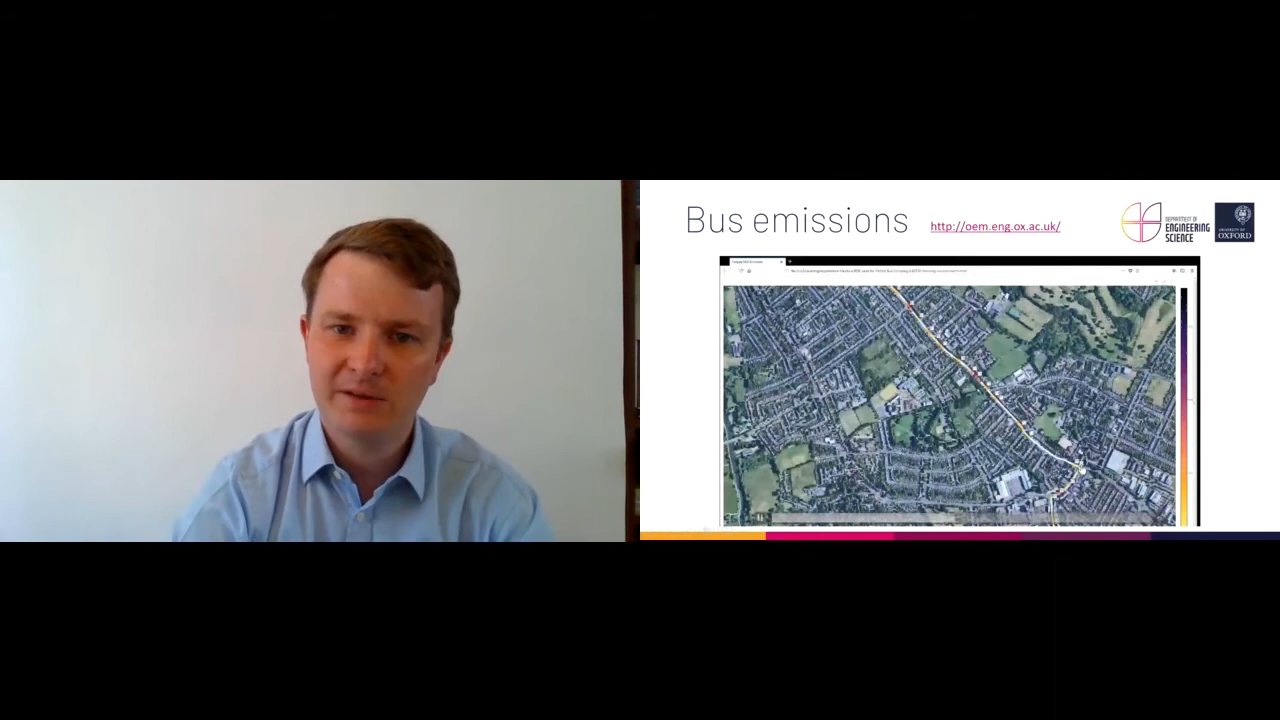 Bus emissions
http://oem.eng.ox.ac.uk/
DEPARTMENT OF
ENGINEERING
SCIENCE
UNIVERSITY OF
OXFORD